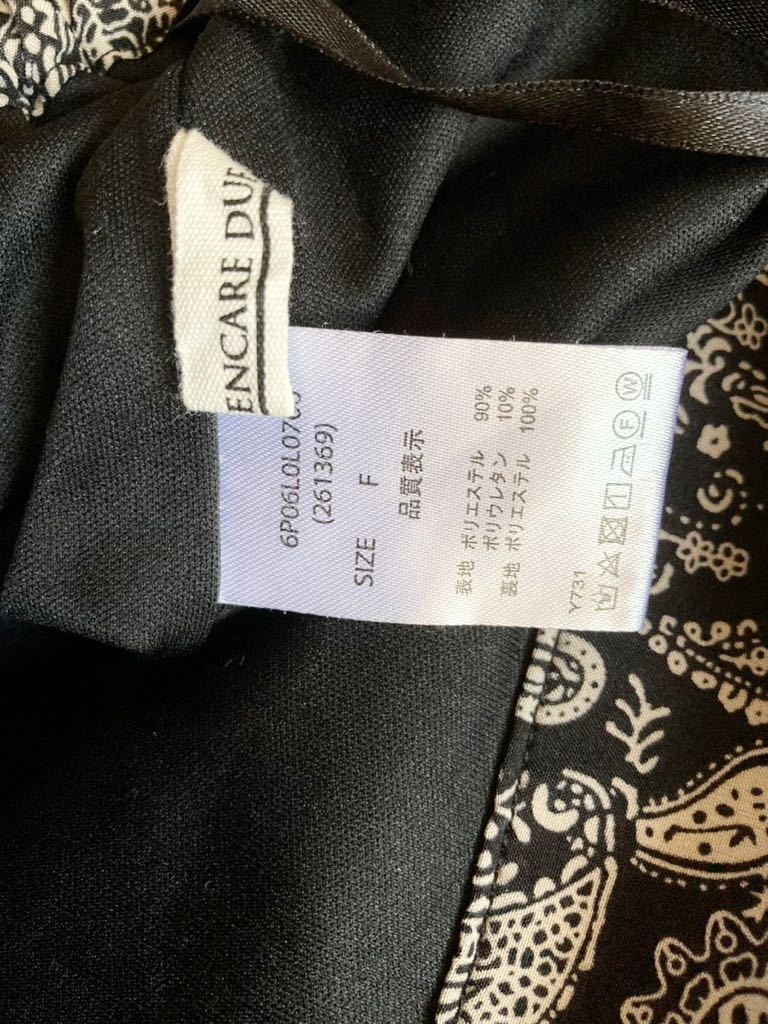 ENCARE DU
6P06L0L070
(261369)
SIZE F
品質表示
表地 ポリエステル 90%
ポリウレタン 10%
裏地 ポリエステル 100%
Y731
F W